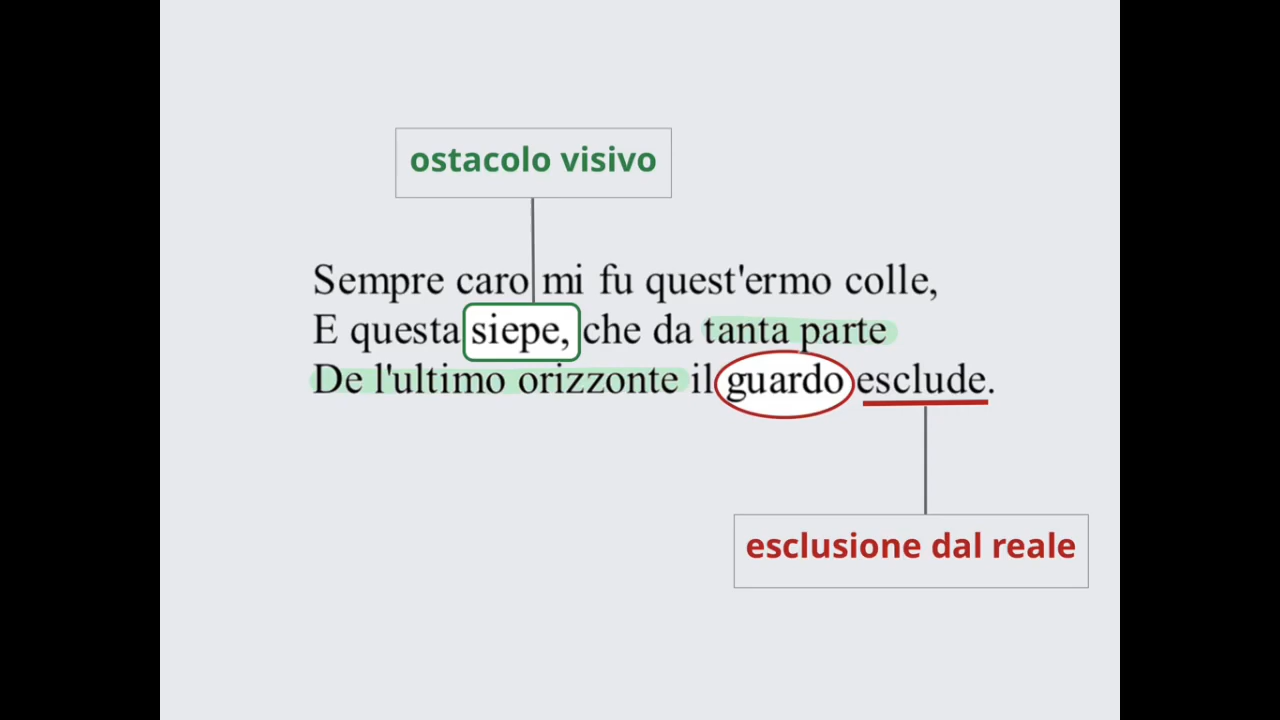 ostacolo visivo
Sempre caro mi fu quest'ermo colle,
E questa siepe, che da tanta parte
De l'ultimo orizzonte il guardo esclude.
esclusione dal reale